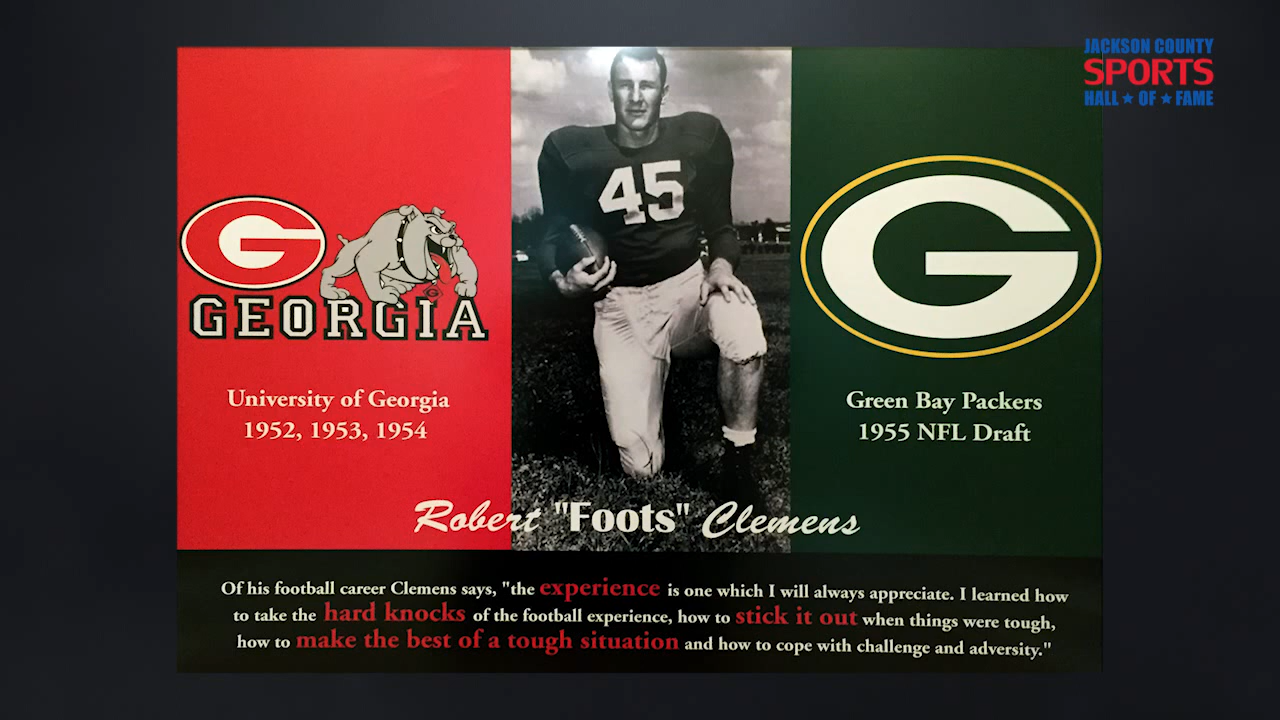 JACKSON COUNTY
SPORTS
HALL ★ OF ★ FAME
45
G
GEORGIA
G
University of Georgia
1952, 1953, 1954
G
Green Bay Packers
1955 NFL Draft
Robert "Foots" Clemens
Of his football career Clemens says, "the experience is one which I will always appreciate. I learned how
to take the hard knocks of the football experience, how to stick it out when things were tough,
how to make the best of a tough situation and how to cope with challenge and adversity."